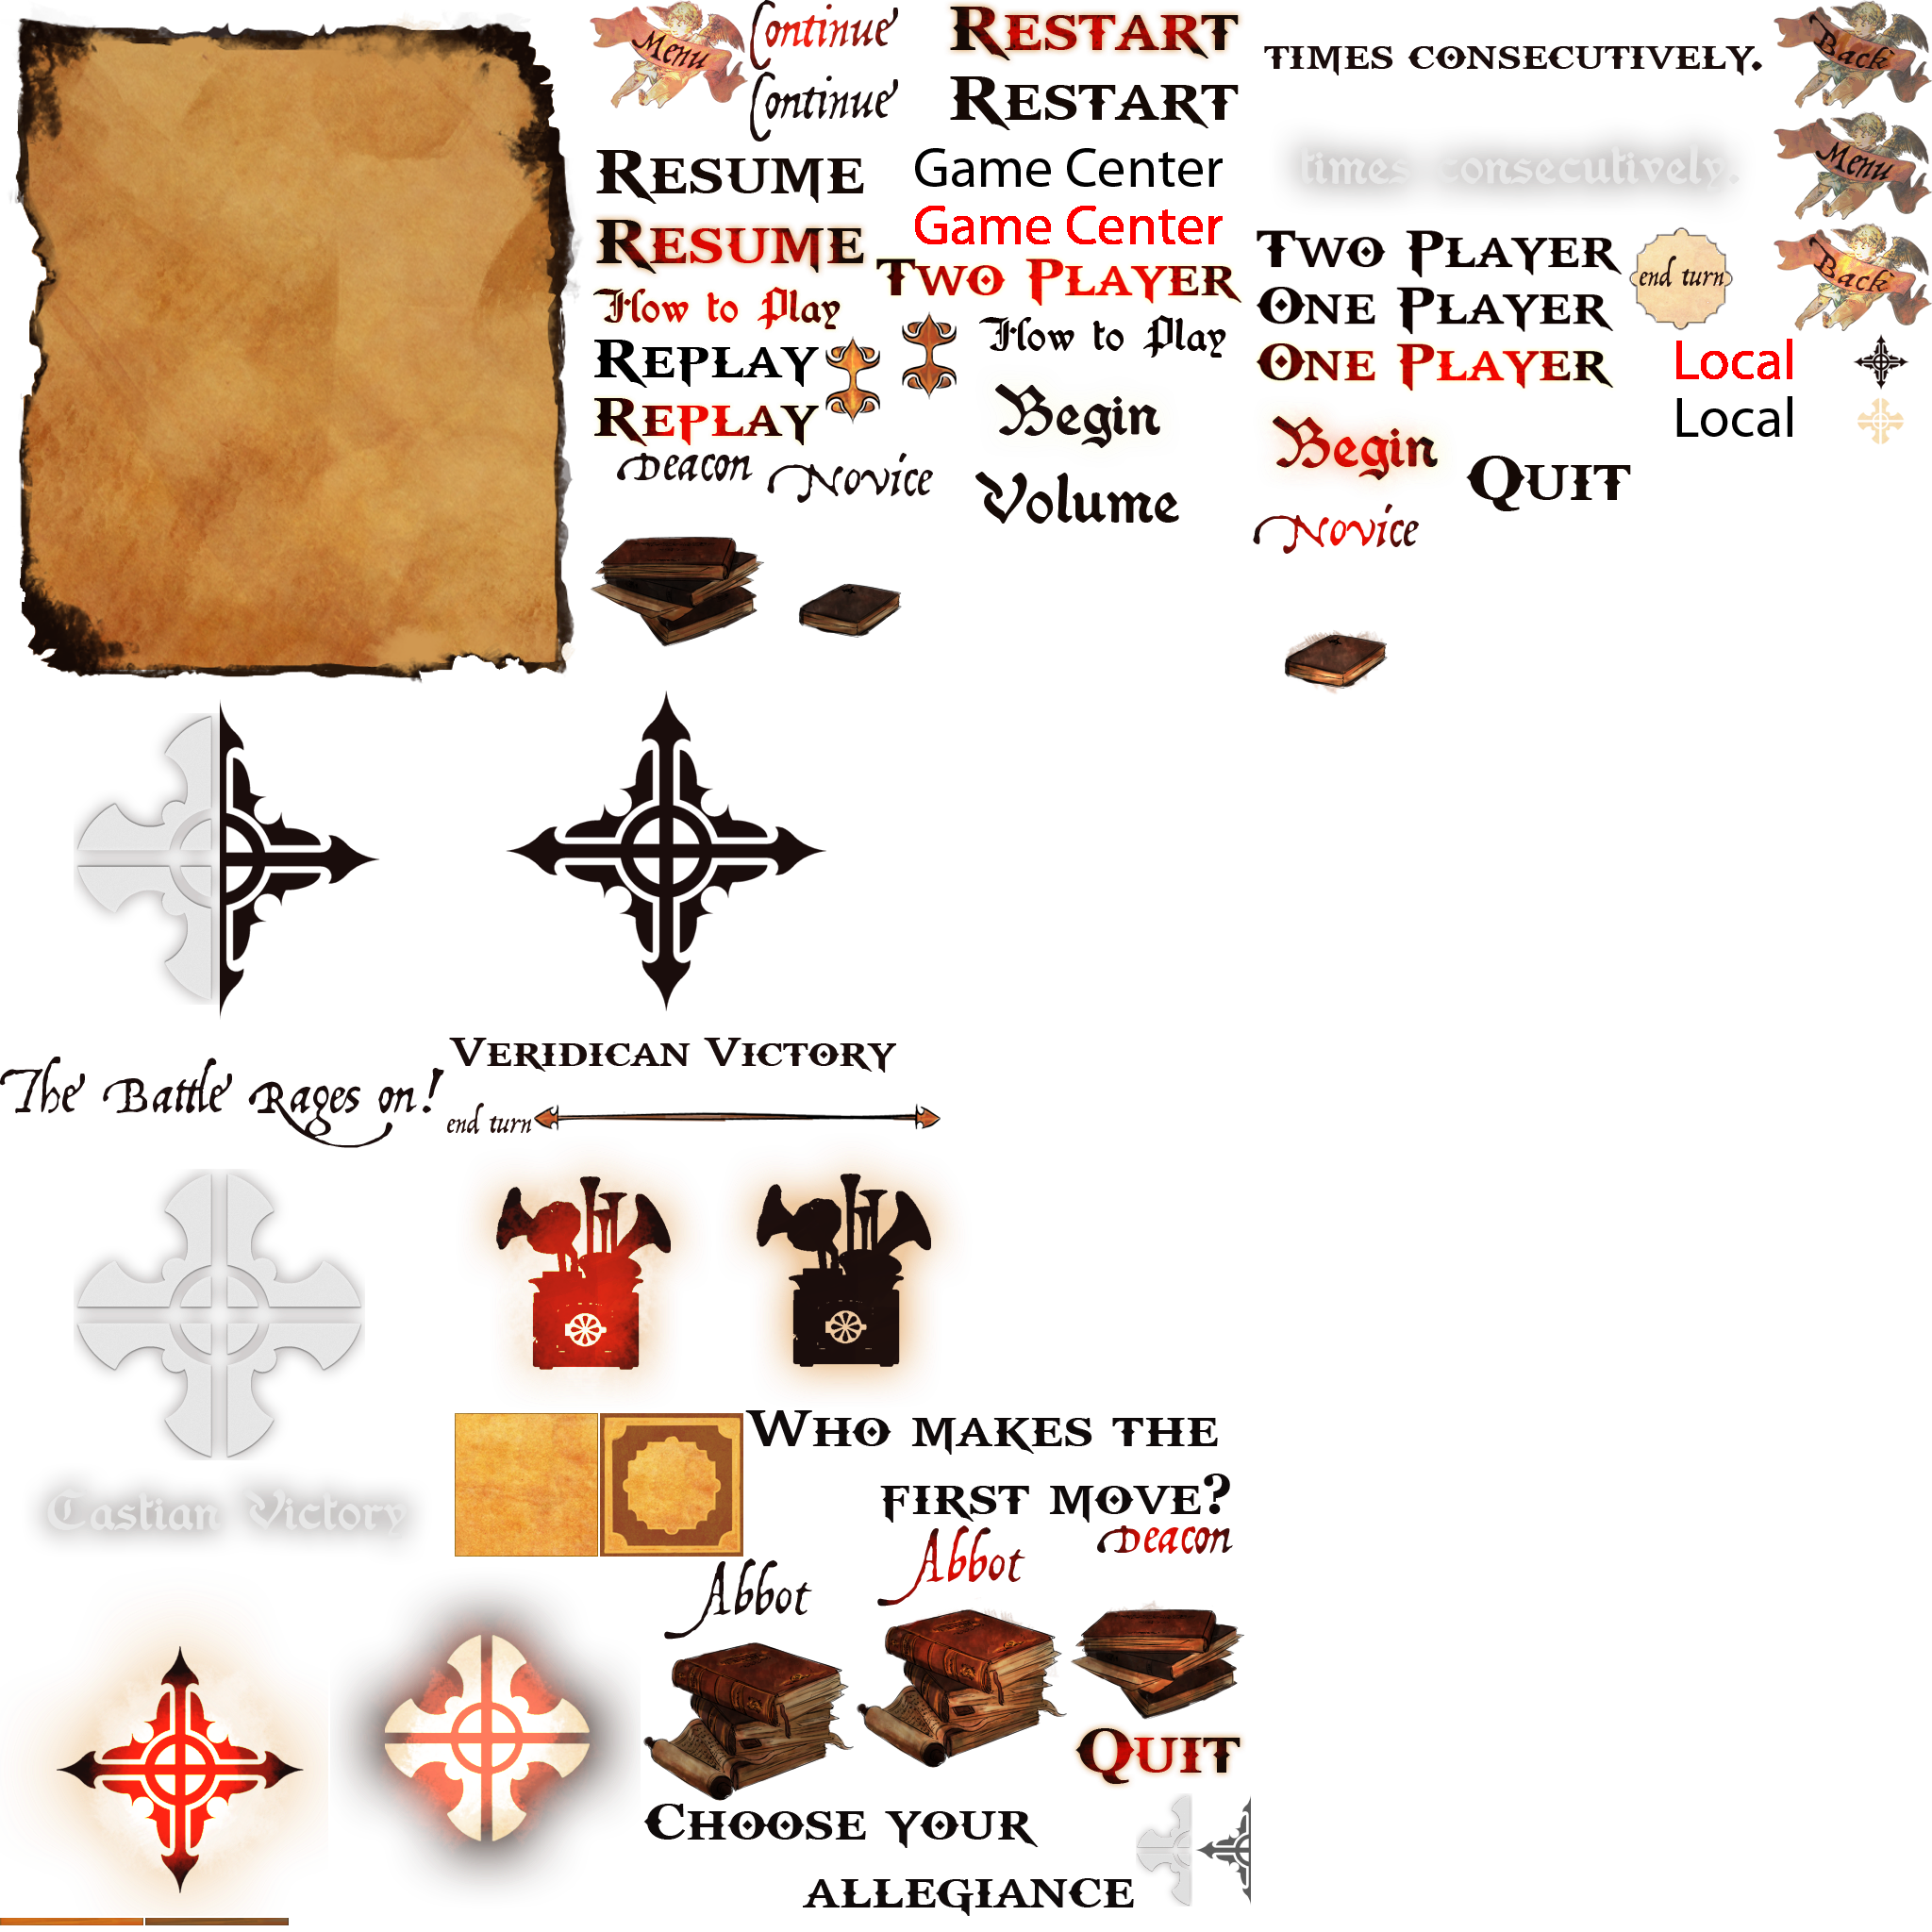 Menu
Continue
Continue
RESTART
RESTART
TIMES CONSECUTIVELY.
Back
RESUME
Game Center
times consecutively.
Menu
RESUME
Game Center
TWO PLAYER
TWO PLAYER
end turn
Back
How to Play
How to Play
ONE PLAYER
REPLAY
ONE PLAYER
Local
REPLAY
Begin
Begin
Local
Deacon
Novice
Volume
QUIT
Novice
VERIDICAN VICTORY
The Battle Rages on!
end turn
WHO MAKES THE
FIRST MOVE?
Castian Victory
Abbot
Deacon
Abbot
QUIT
CHOOSE YOUR
ALLEGIANCE